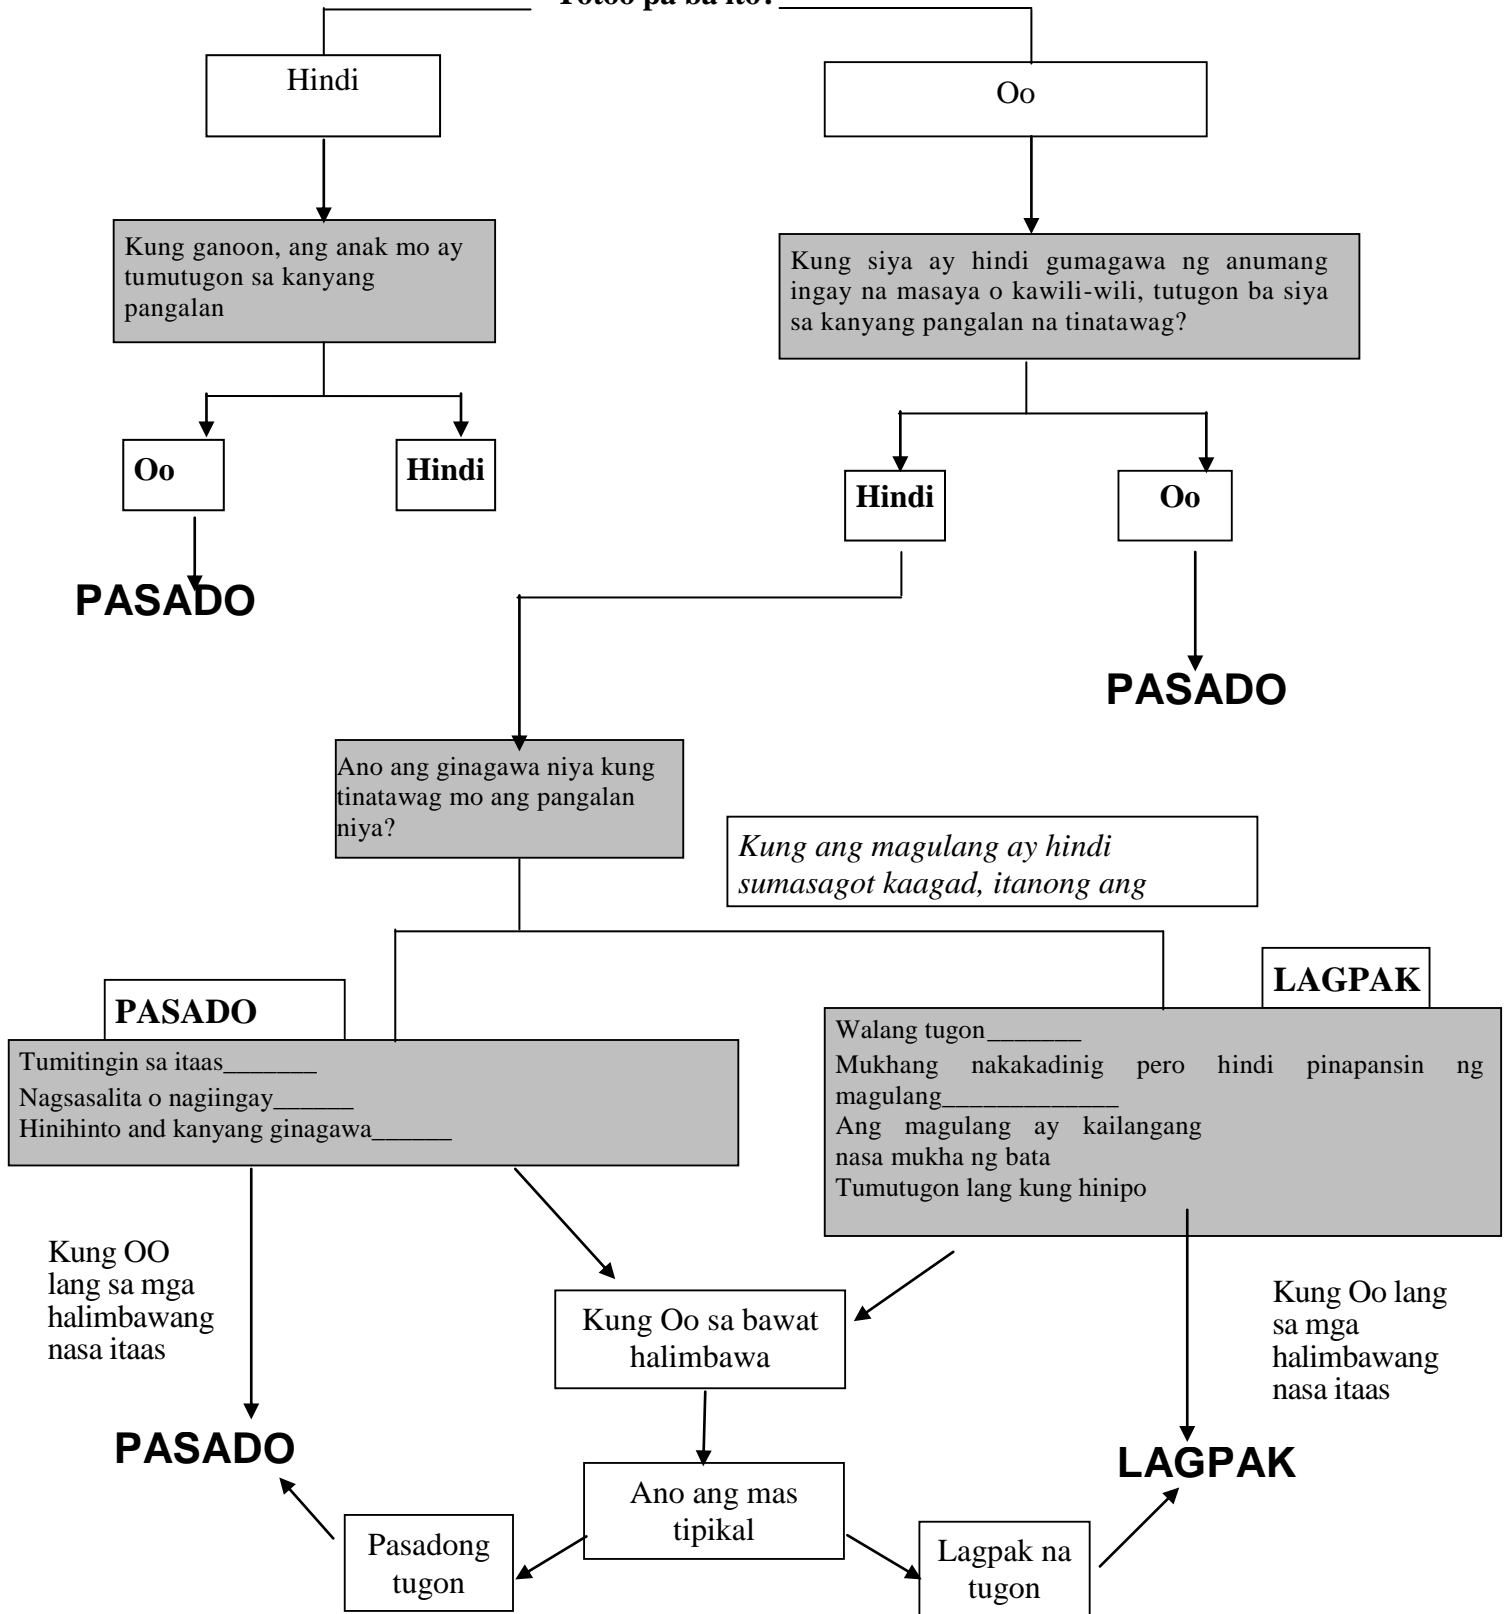 Totoo pa ba ito?
Hindi
Oo
Kung ganoon, ang anak mo ay
tumutugon sa kanyang
pangalan
Kung siya ay hindi gumagawa ng anumang
ingay na masaya o kawili-wili, tutugon ba siya
sa kanyang pangalan na tinatawag?
Oo
Hindi
Hindi
Oo
PASADO
PASADO
Ano ang ginagawa niya kung
tinatawag mo ang pangalan
niya?
Kung ang magulang ay hindi
sumasagot kaagad, itanong ang
PASADO
LAGPAK
Tumitingin sa itaas_______
Nagsasalita o nagiingay______
Hinihinto and kanyang ginagawa______
Walang tugon_______
Mukhang nakakadinig pero hindi pinapansin ng
magulang_____________
Ang magulang ay kailangang
nasa mukha ng bata
Tumutugon lang kung hinipo
Kung OO
lang sa mga
halimbawang
nasa itaas
Kung Oo sa bawat
halimbawa
Kung Oo lang
sa mga
halimbawang
nasa itaas
PASADO
LAGPAK
Ano ang mas
tipikal
Pasadong
tugon
Lagpak na
tugon